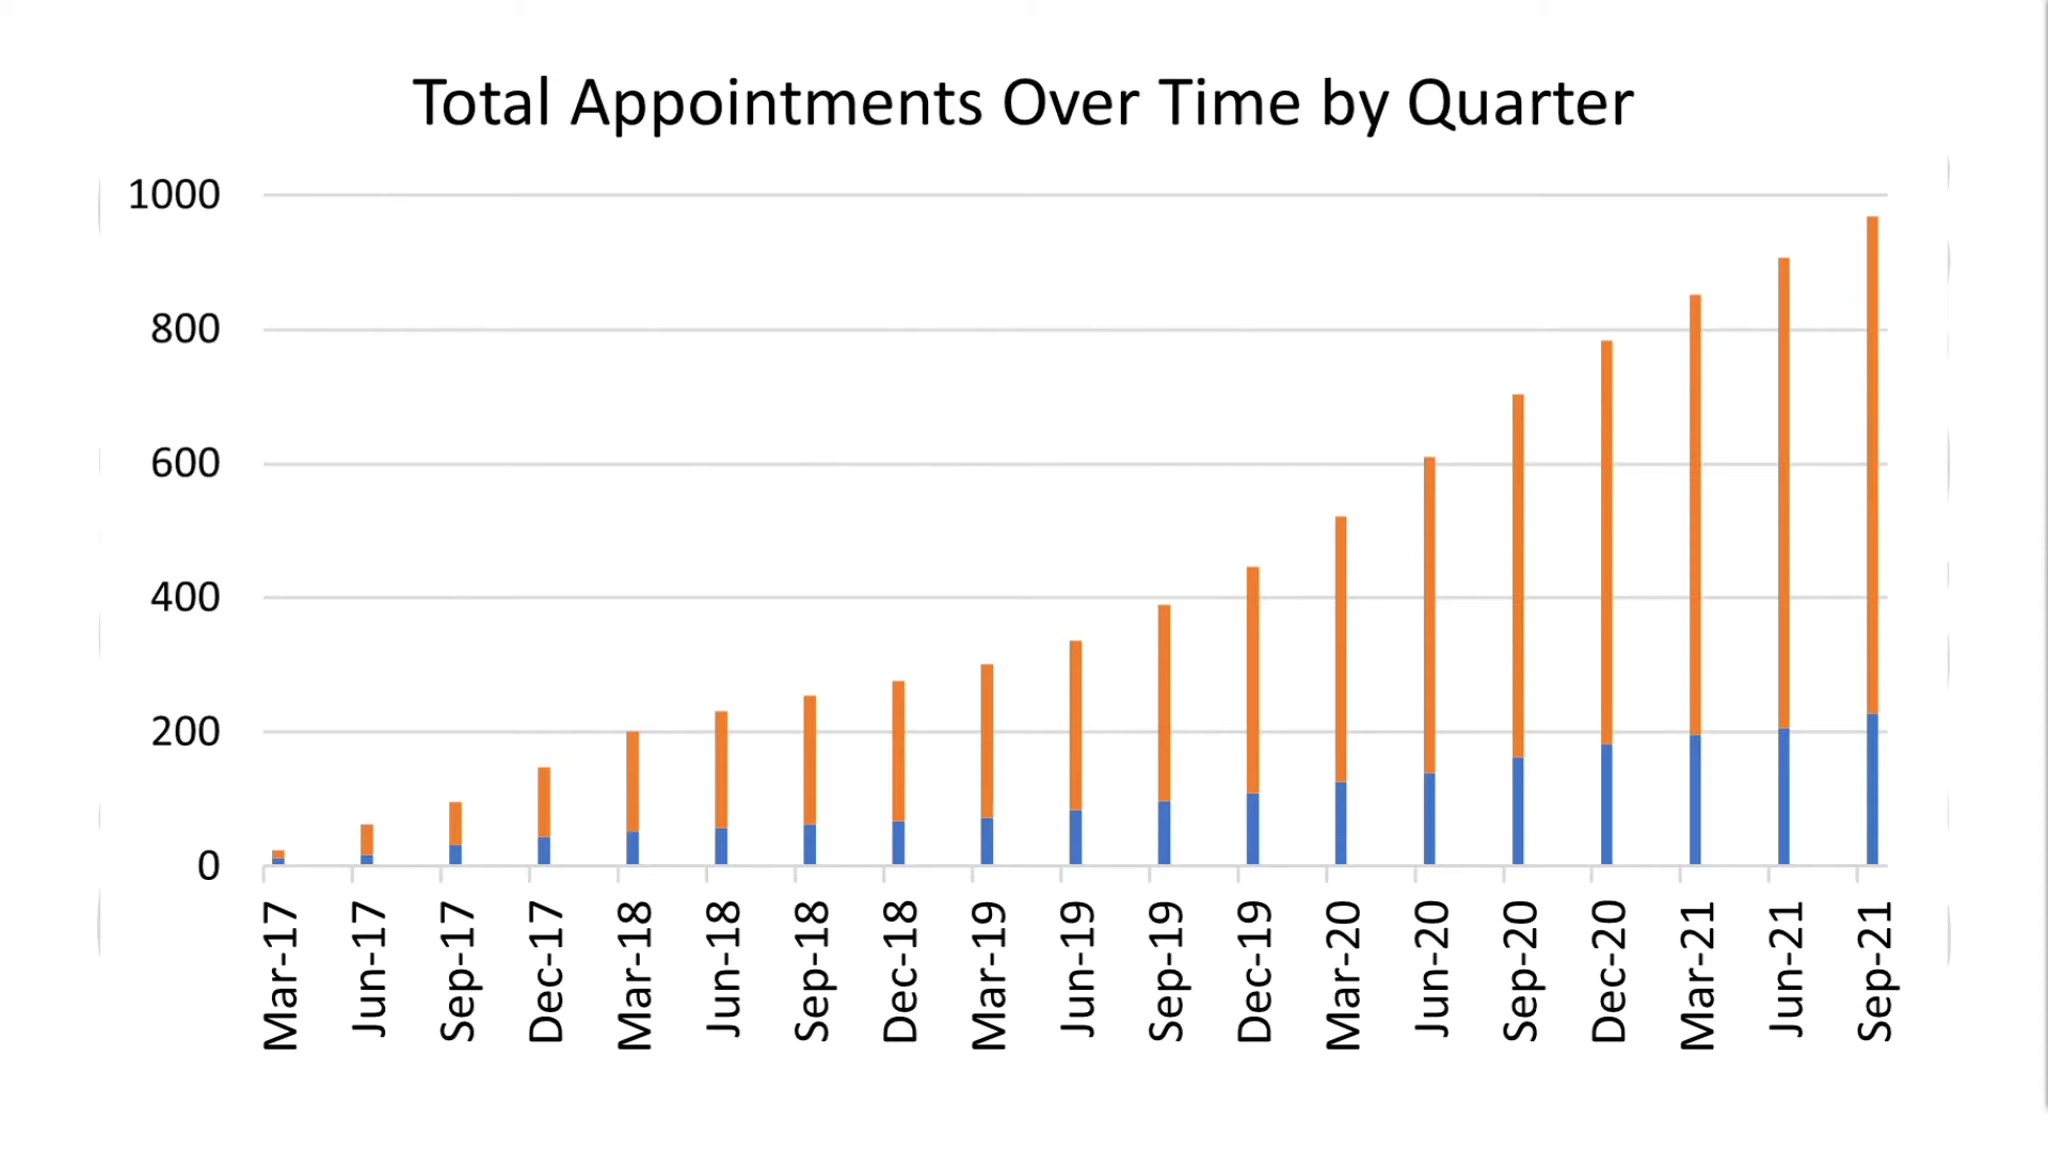 Total Appointments Over Time by Quarter
1000
800
600
400
200
0
Mar-17
Jun-17
Sep-17
Dec-17
Mar-18
Jun-18
Sep-18
Dec-18
Mar-19
Jun-19
Sep-19
Dec-19
Mar-20
Jun-20
Sep-20
Dec-20
Mar-21
Jun-21
Sep-21